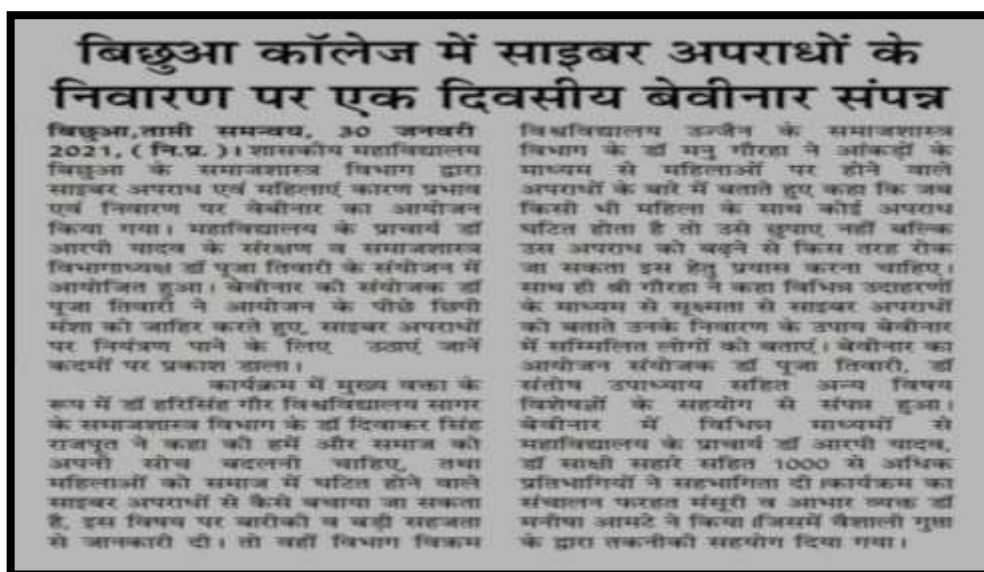 बिछुआ कॉलेज में साइबर अपराधों के
निवारण पर एक दिवसीय बेवीनार संपन्न
बिछुआ,ताप्ती समन्वय, 30 जनवरी
2021, ( नि.प्र. )। शासकीय महाविद्यालय
बिछुआ के समाजशास्त्र विभाग द्वारा
साइबर अपराध एवं महिलाएं कारण प्रभाव
एवं निवारण पर बेवीनार का आयोजन
किया गया। महाविद्यालय के प्राचार्य डॉ
आरपी यादव के संरक्षण व समाजशास्त्र
विभागाध्यक्ष डॉ पूजा तिवारी के संयोजन में
आयोजित हुआ। बेवीनार की संयोजक डॉ
पूजा तिवारी ने आयोजन के पीछे छिपी
मंशा को जाहिर करते हुए, साइबर अपराधों
पर नियंत्रण पाने के लिए उठाएं जानें
कदमों पर प्रकाश डाला।
कार्यक्रम में मुख्य वक्ता के
रूप में डॉ हरिसिंह गौर विश्वविद्यालय सागर
के समाजशास्त्र विभाग के डॉ दिवाकर सिंह
राजपूत ने कहा की हमें और समाज को
अपनी सोच बदलनी चाहिए, तथा
महिलाओं को समाज में घटित होने वाले
साइबर अपराधों से कैसे बचाया जा सकता
है, इस विषय पर बारीकी व बड़ी सहजता
से जानकारी दी। तो वहीं विभाग विक्रम
विश्वविद्यालय उज्जैन के समाजशास्त्र
विभाग के डॉ मनु गौरहा ने आंकड़ों के
माध्यम से महिलाओं पर होने वाले
अपराधों के बारे में बताते हुए कहा कि जब
किसी भी महिला के साथ कोई अपराध
घटित होता है तो उसे छुपाए नहीं बल्कि
उस अपराध को बढ़ने से किस तरह रोक
जा सकता इस हेतु प्रयास करना चाहिए।
साथ ही श्री गौरहा ने कहा विभिन्न उदाहरणों
के माध्यम से सूक्ष्मता से साइबर अपराधों
को बताते उनके निवारण के उपाय बेवीनार
में सम्मिलित लोगों को बताएं। बेवीनार का
आयोजन संयोजक डॉ पूजा तिवारी, डॉ
संतोष उपाध्याय सहित अन्य विषय
विशेषज्ञों के सहयोग से संपन्न हुआ।
बेवीनार में विभिन्न माध्यमों से
महाविद्यालय के प्राचार्य डॉ आरपी यादव,
डॉ साक्षी सहारे सहित 1000 से अधिक
प्रतिभागियों ने सहभागिता दी।कार्यक्रम का
संचालन फरहत मंसूरी व आभार व्यक्त डॉ
मनीषा आमटे ने किया।जिसमें वैशाली गुप्ता
के द्वारा तकनीकी सहयोग दिया गया।